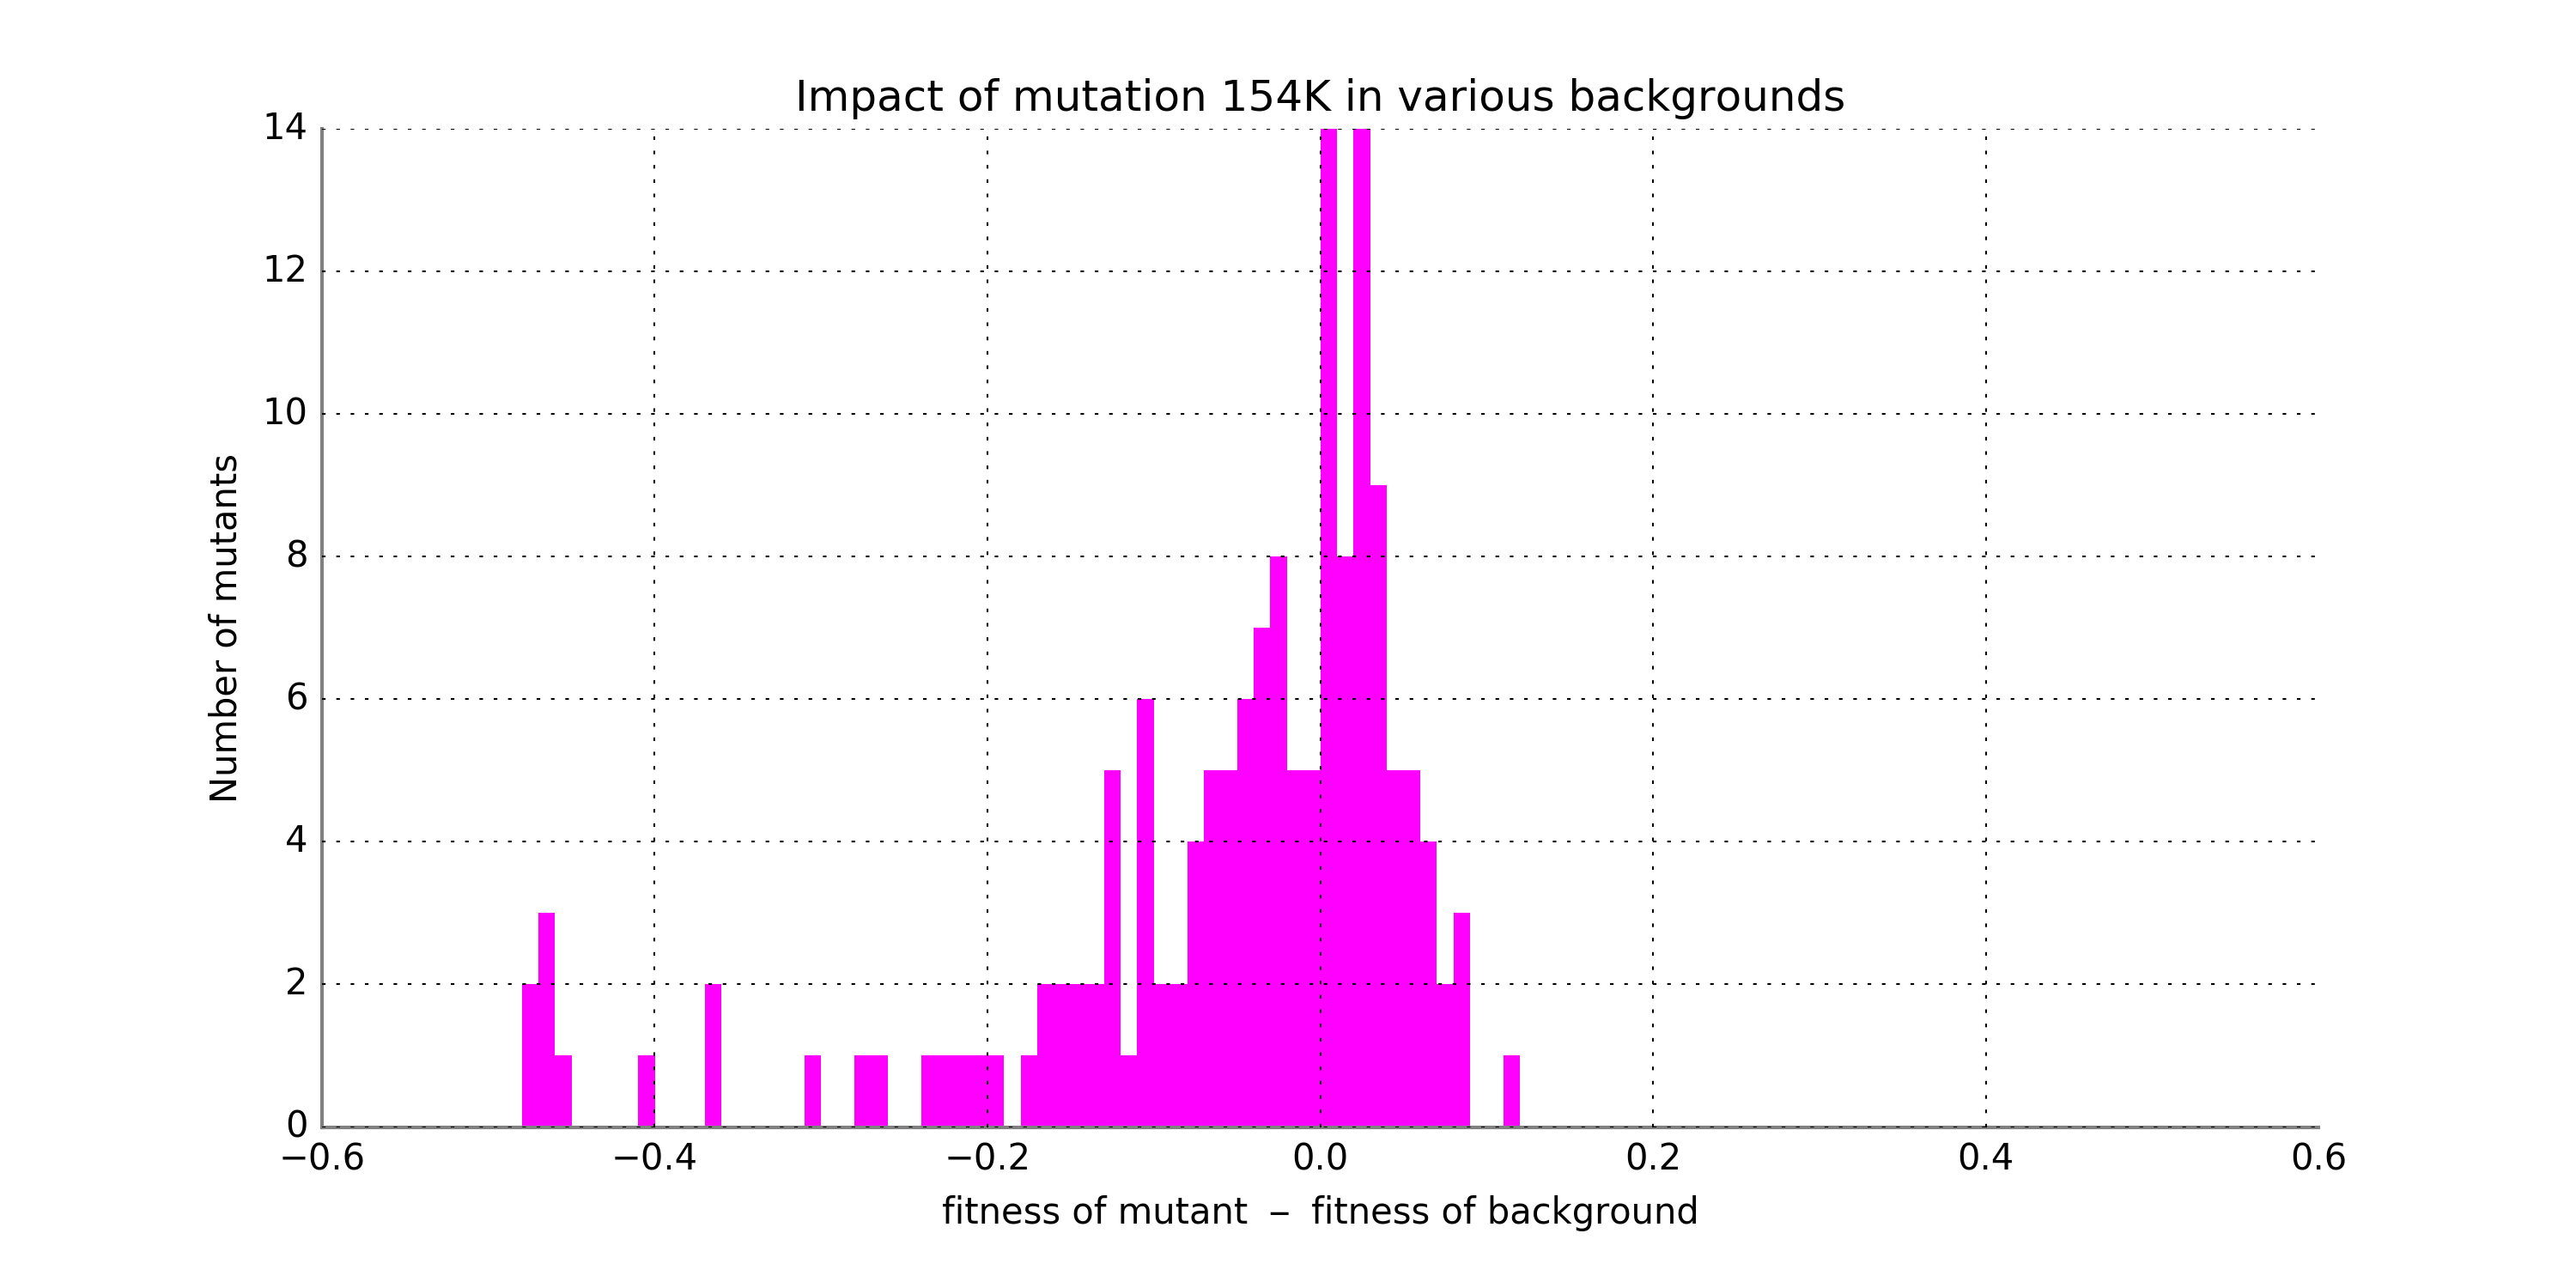 Impact of mutation 154K in various backgrounds
14
12
10
8
6
4
2
0
Number of mutants
−0.6 −0.4 −0.2 0.0 0.2 0.4 0.6
fitness of mutant − fitness of background